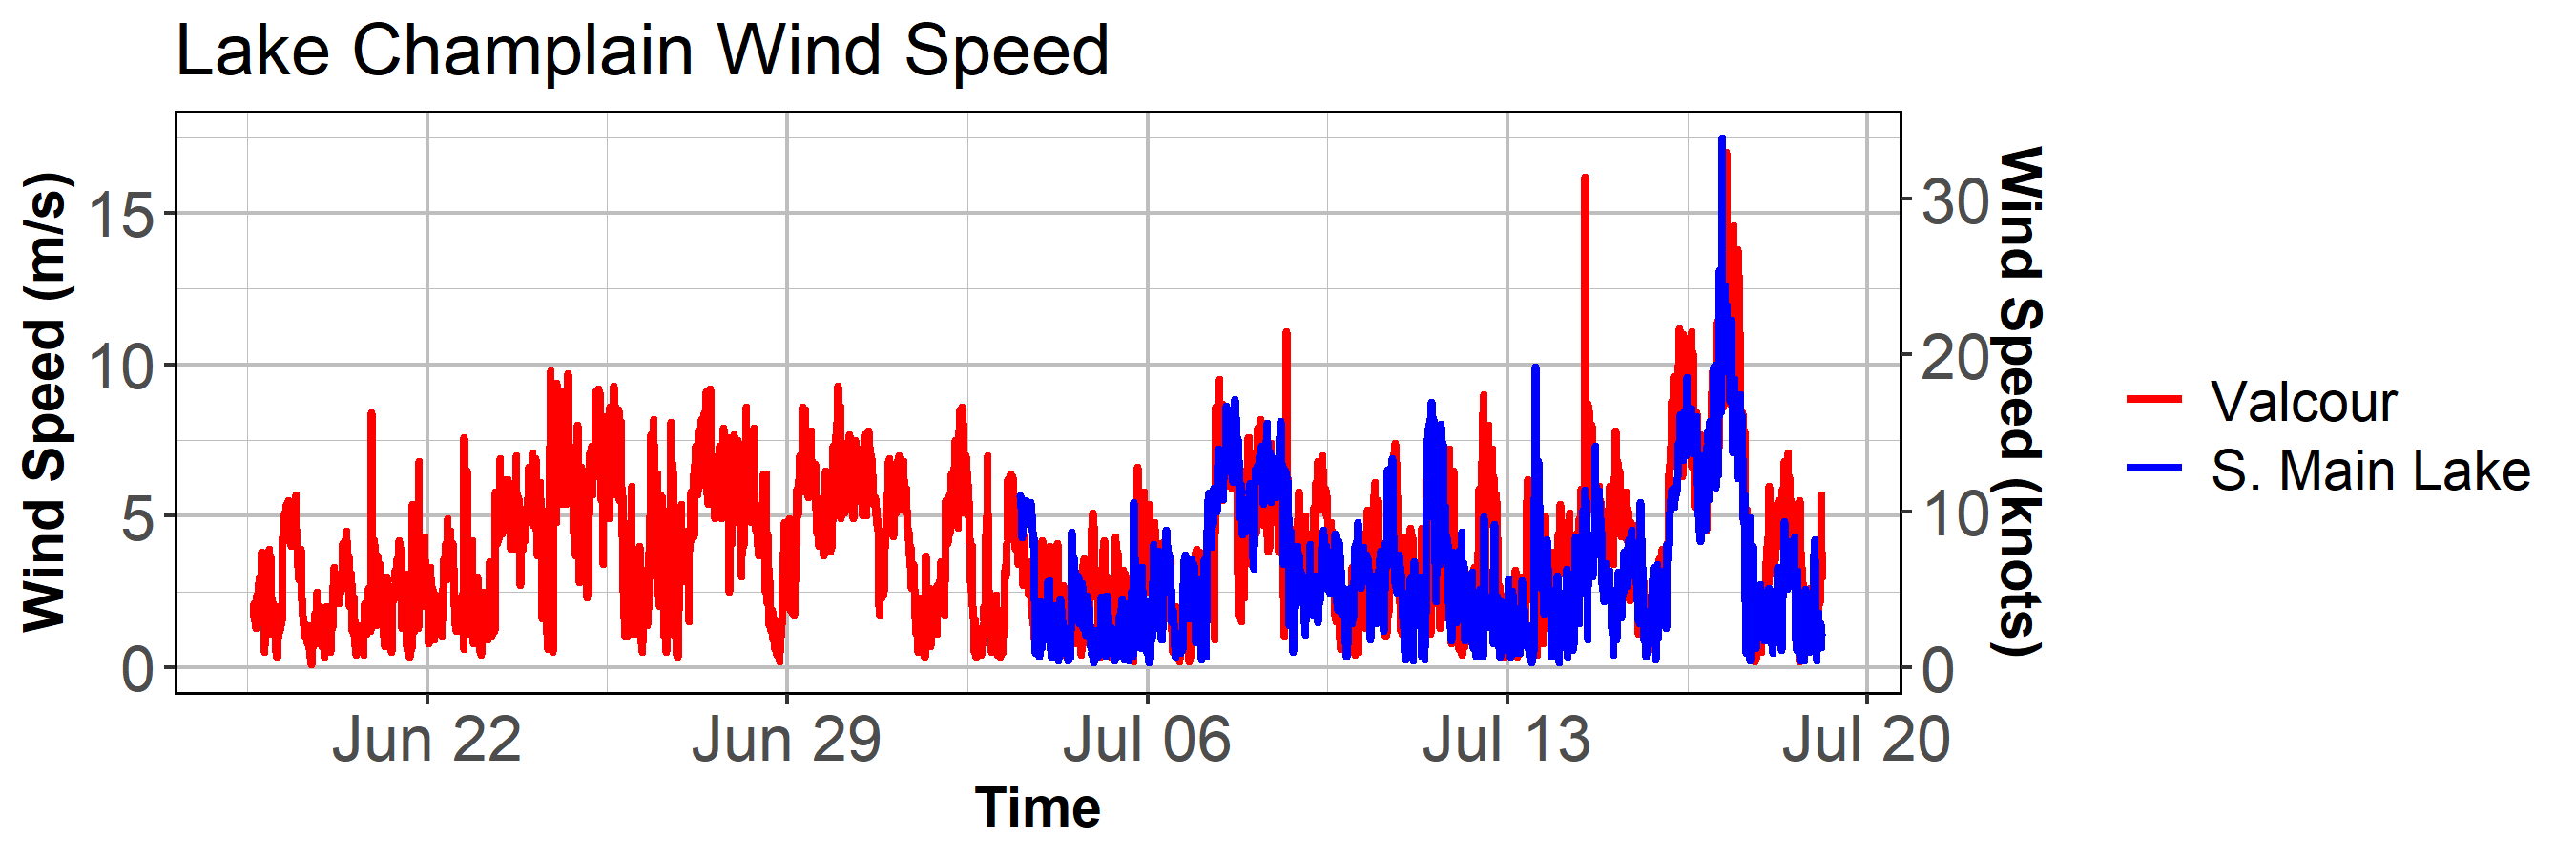 Lake Champlain Wind Speed
Wind Speed (m/s)
15
10
5
0
30
20
10
0
Wind Speed (knots)
Jun 22
Jun 29
Jul 06
Jul 13
Jul 20
Time
Valcour
S. Main Lake